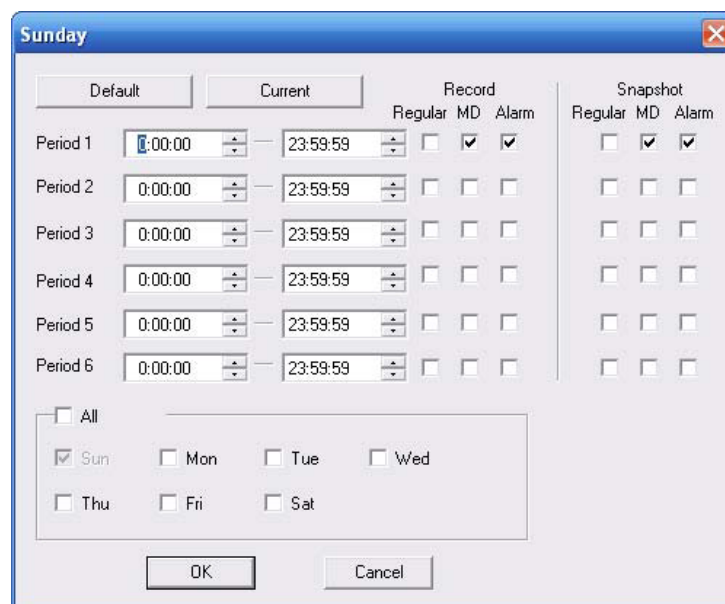 Sunday
Default Current Record Snapshot
Regular MD Alarm Regular MD Alarm
Period 1 0:00:00 23:59:59
Period 2 0:00:00 23:59:59
Period 3 0:00:00 23:59:59
Period 4 0:00:00 23:59:59
Period 5 0:00:00 23:59:59
Period 6 0:00:00 23:59:59
All
Sun Mon Tue Wed
Thu Fri Sat
OK Cancel